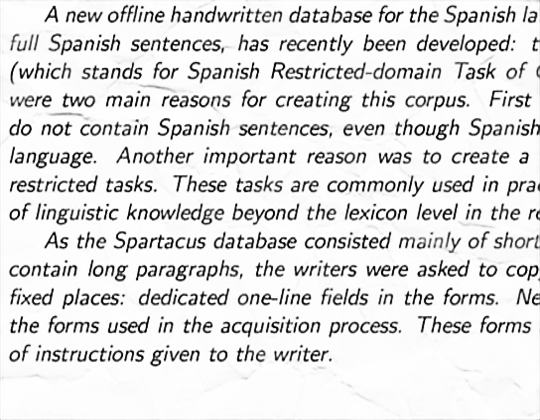 A new offline handwritten database for the Spanish
full Spanish sentences, has recently been developed:
(which stands for Spanish Restricted-domain Task of
were two main reasons for creating this corpus. First
do not contain Spanish sentences, even though Spanish
language. Another important reason was to create a
restricted tasks. These tasks are commonly used in
of linguistic knowledge beyond the lexicon level in the
As the Spartacus database consisted mainly of short
contain long paragraphs, the writers were asked to
fixed places: dedicated one-line fields in the forms.
the forms used in the acquisition process. These forms
of instructions given to the writer.